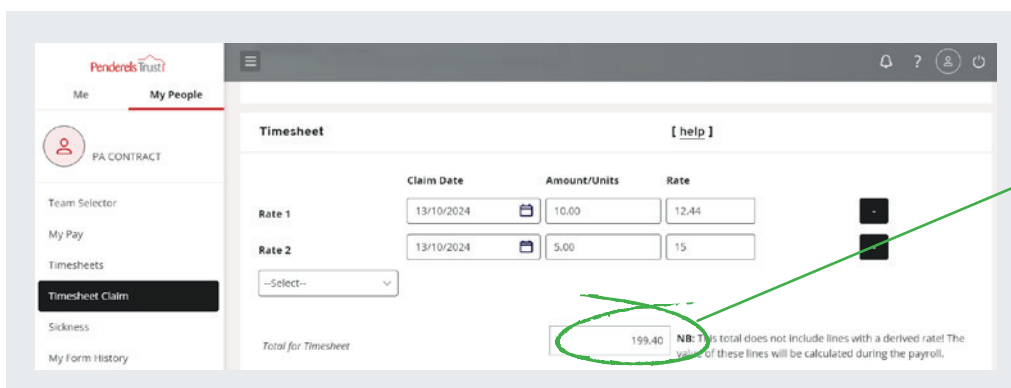 Penderels Trust
?
Me My People
Timesheet [ help ]
PA CONTRACT
Claim Date Amount/Units Rate
Team Selector
Rate 1 13/10/2024 10.00 12.44 -
My Pay
Rate 2 13/10/2024 5.00 15
Timesheets
--Select--
Timesheet Claim
Sickness
Total for Timesheet 199.40 NB: This total does not include lines with a derived rate! The
value of these lines will be calculated during the payroll.
My Form History